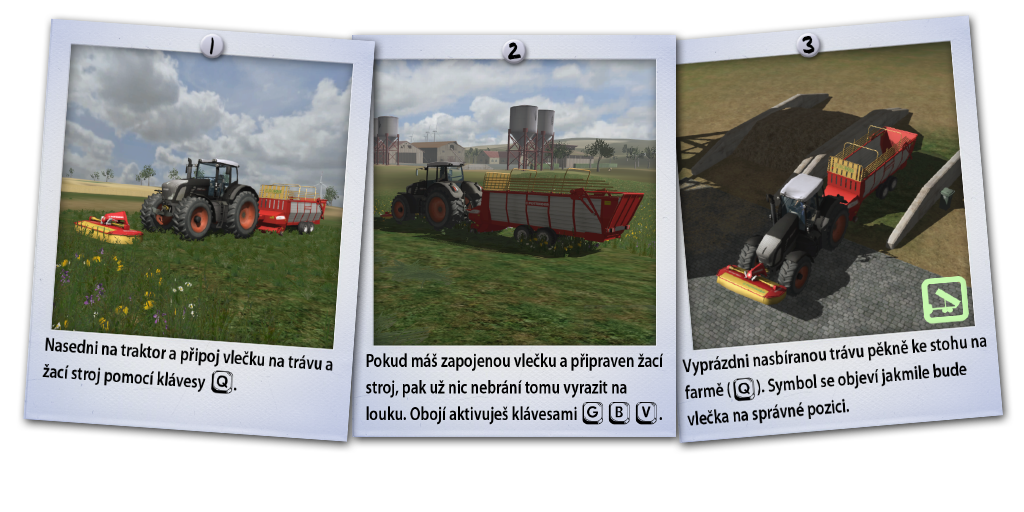 1
Nasedni na traktor a připoj vlečku na trávu a
žací stroj pomocí klávesy Q.
2
Pokud máš zapojenou vlečku a připraven žací
stroj, pak už nic nebrání tomu vyrazit na
louku. Obojí aktivuješ klávesami G B V.
3
Vyprázdni nasbíranou trávu pěkně ke stohu na
farmě (Q). Symbol se objeví jakmile bude
vlečka na správné pozici.